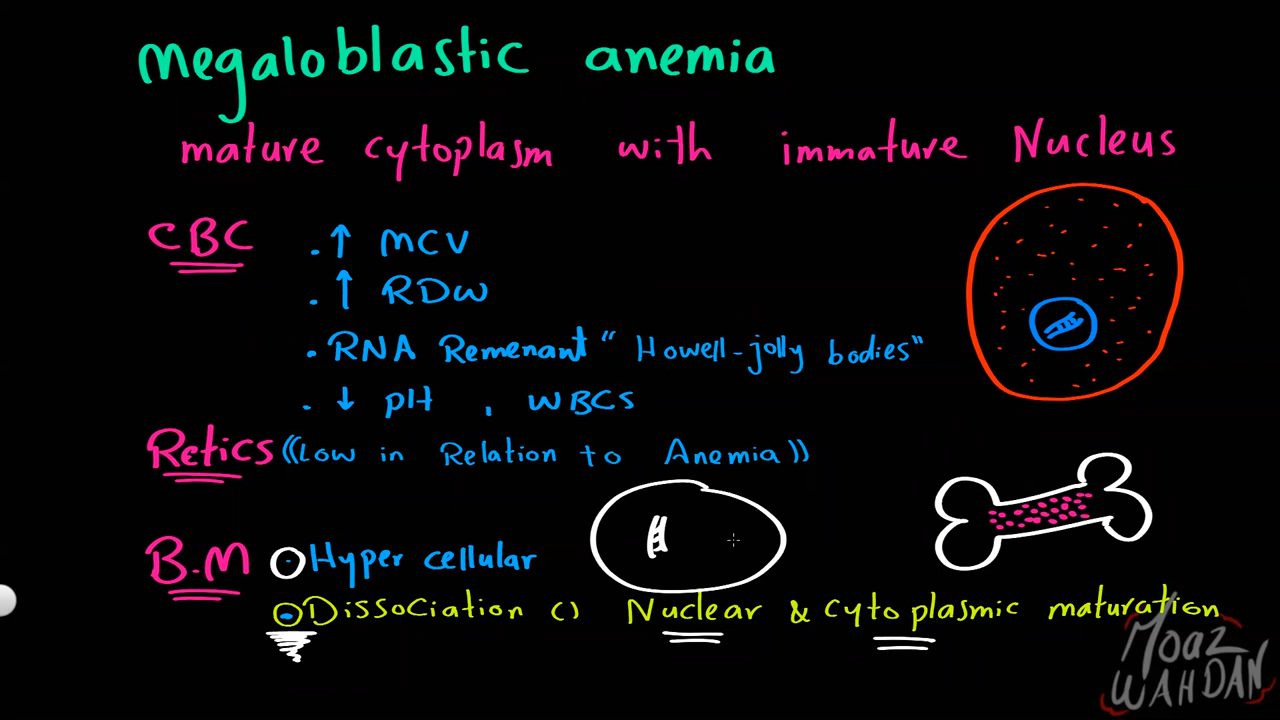 Megaloblastic anemia
mature cytoplasm with immature Nucleus
CBC
. ↑ MCV
. ↑ RDW
. RNA Remenant " Howell-jolly bodies"
. ↓ plt , WBCS
Retics ((Low in Relation to Anemia))
B.M
Hyper cellular
Dissociation () Nuclear & cytoplasmic maturation
MOAZ
WAHDAN